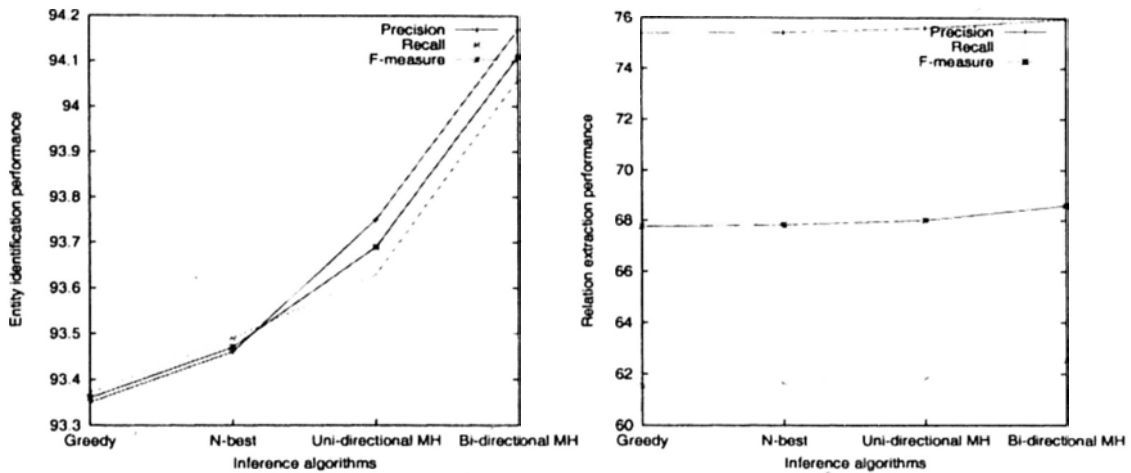 Entity identification performance
94.2
94.1
94
93.9
93.8
93.7
93.6
93.5
93.4
93.3
Precision
Recall
F-measure
Greedy
N-best
Uni-directional MH
Bi-directional MH
Inference algorithms
Relation extraction performance
76
74
72
70
68
66
64
62
60
Precision
Recall
F-measure
Greedy
N-best
Uni-directional MH
Bi-directional MH
Inference algorithms